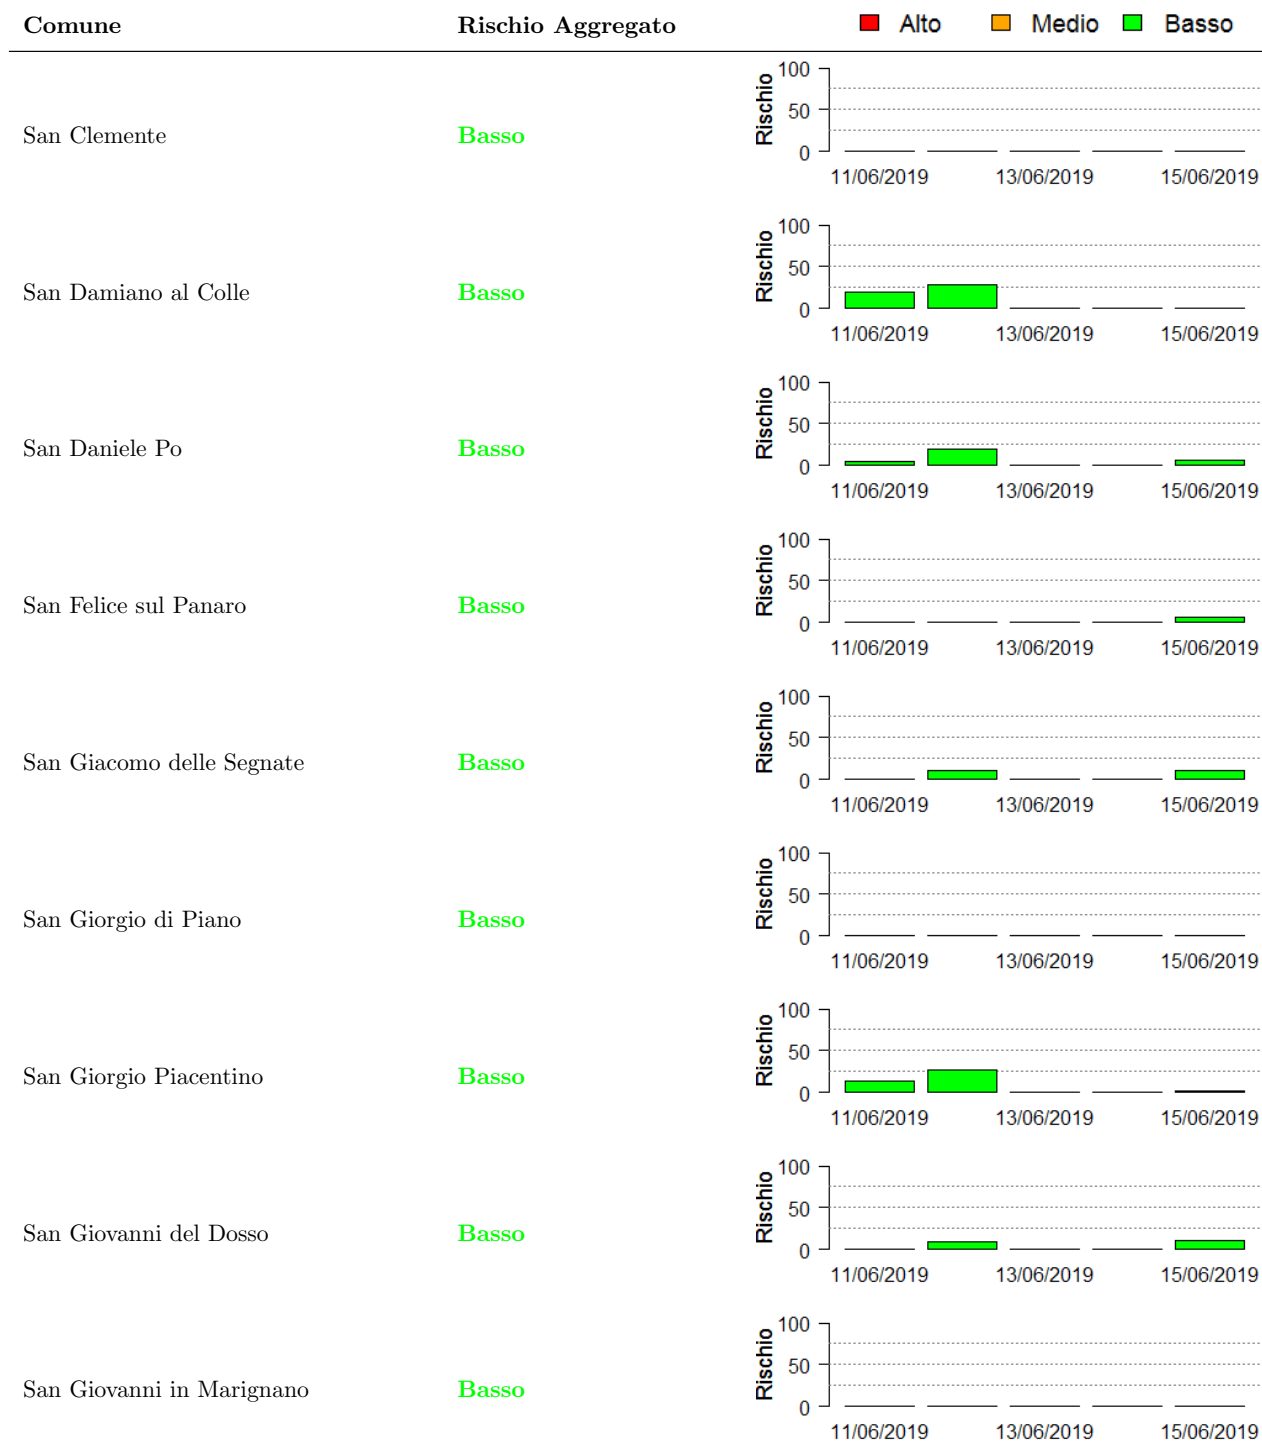 Comune Rischio Aggregato Alto Medio Basso
San Clemente Basso
Rischio
100
50
0
11/06/2019 13/06/2019 15/06/2019
San Damiano al Colle Basso
Rischio
100
50
0
11/06/2019 13/06/2019 15/06/2019
San Daniele Po Basso
Rischio
100
50
0
11/06/2019 13/06/2019 15/06/2019
San Felice sul Panaro Basso
Rischio
100
50
0
11/06/2019 13/06/2019 15/06/2019
San Giacomo delle Segnate Basso
Rischio
100
50
0
11/06/2019 13/06/2019 15/06/2019
San Giorgio di Piano Basso
Rischio
100
50
0
11/06/2019 13/06/2019 15/06/2019
San Giorgio Piacentino Basso
Rischio
100
50
0
11/06/2019 13/06/2019 15/06/2019
San Giovanni del Dosso Basso
Rischio
100
50
0
11/06/2019 13/06/2019 15/06/2019
San Giovanni in Marignano Basso
Rischio
100
50
0
11/06/2019 13/06/2019 15/06/2019